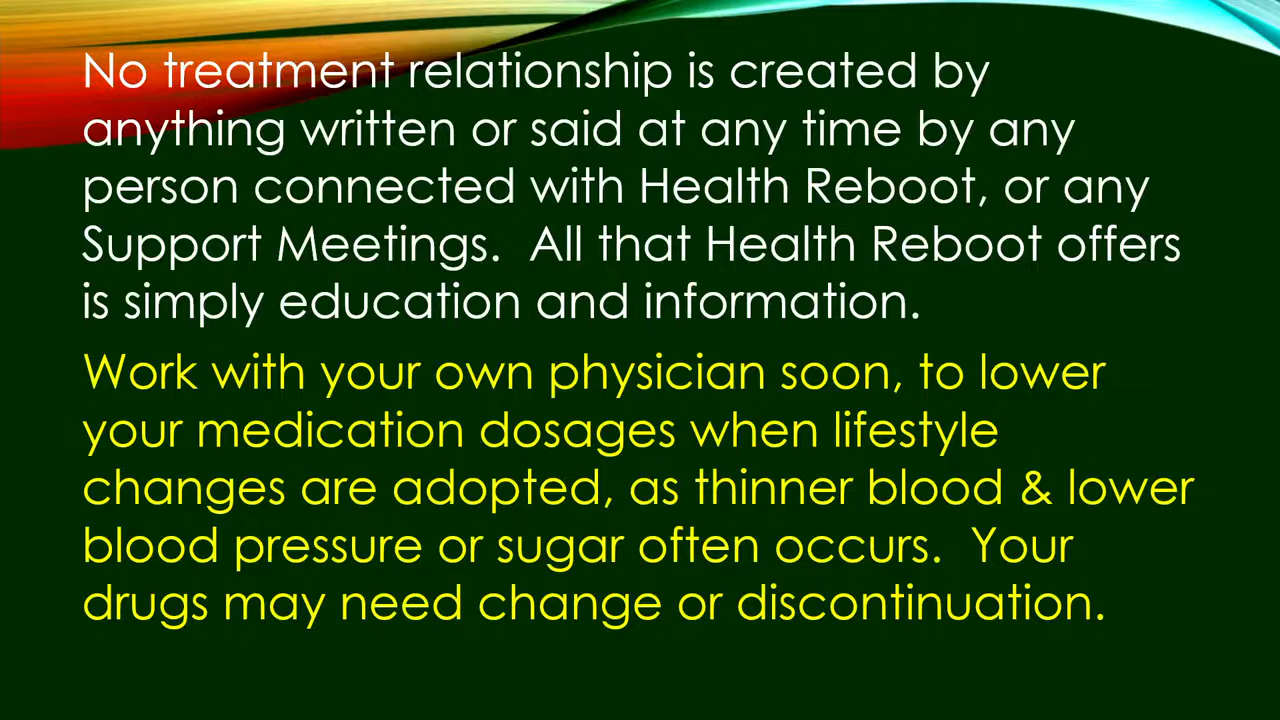 No treatment relationship is created by
anything written or said at any time by any
person connected with Health Reboot, or any
Support Meetings.  All that Health Reboot offers
is simply education and information.
Work with your own physician soon, to lower
your medication dosages when lifestyle
changes are adopted, as thinner blood & lower
blood pressure or sugar often occurs.  Your
drugs may need change or discontinuation.